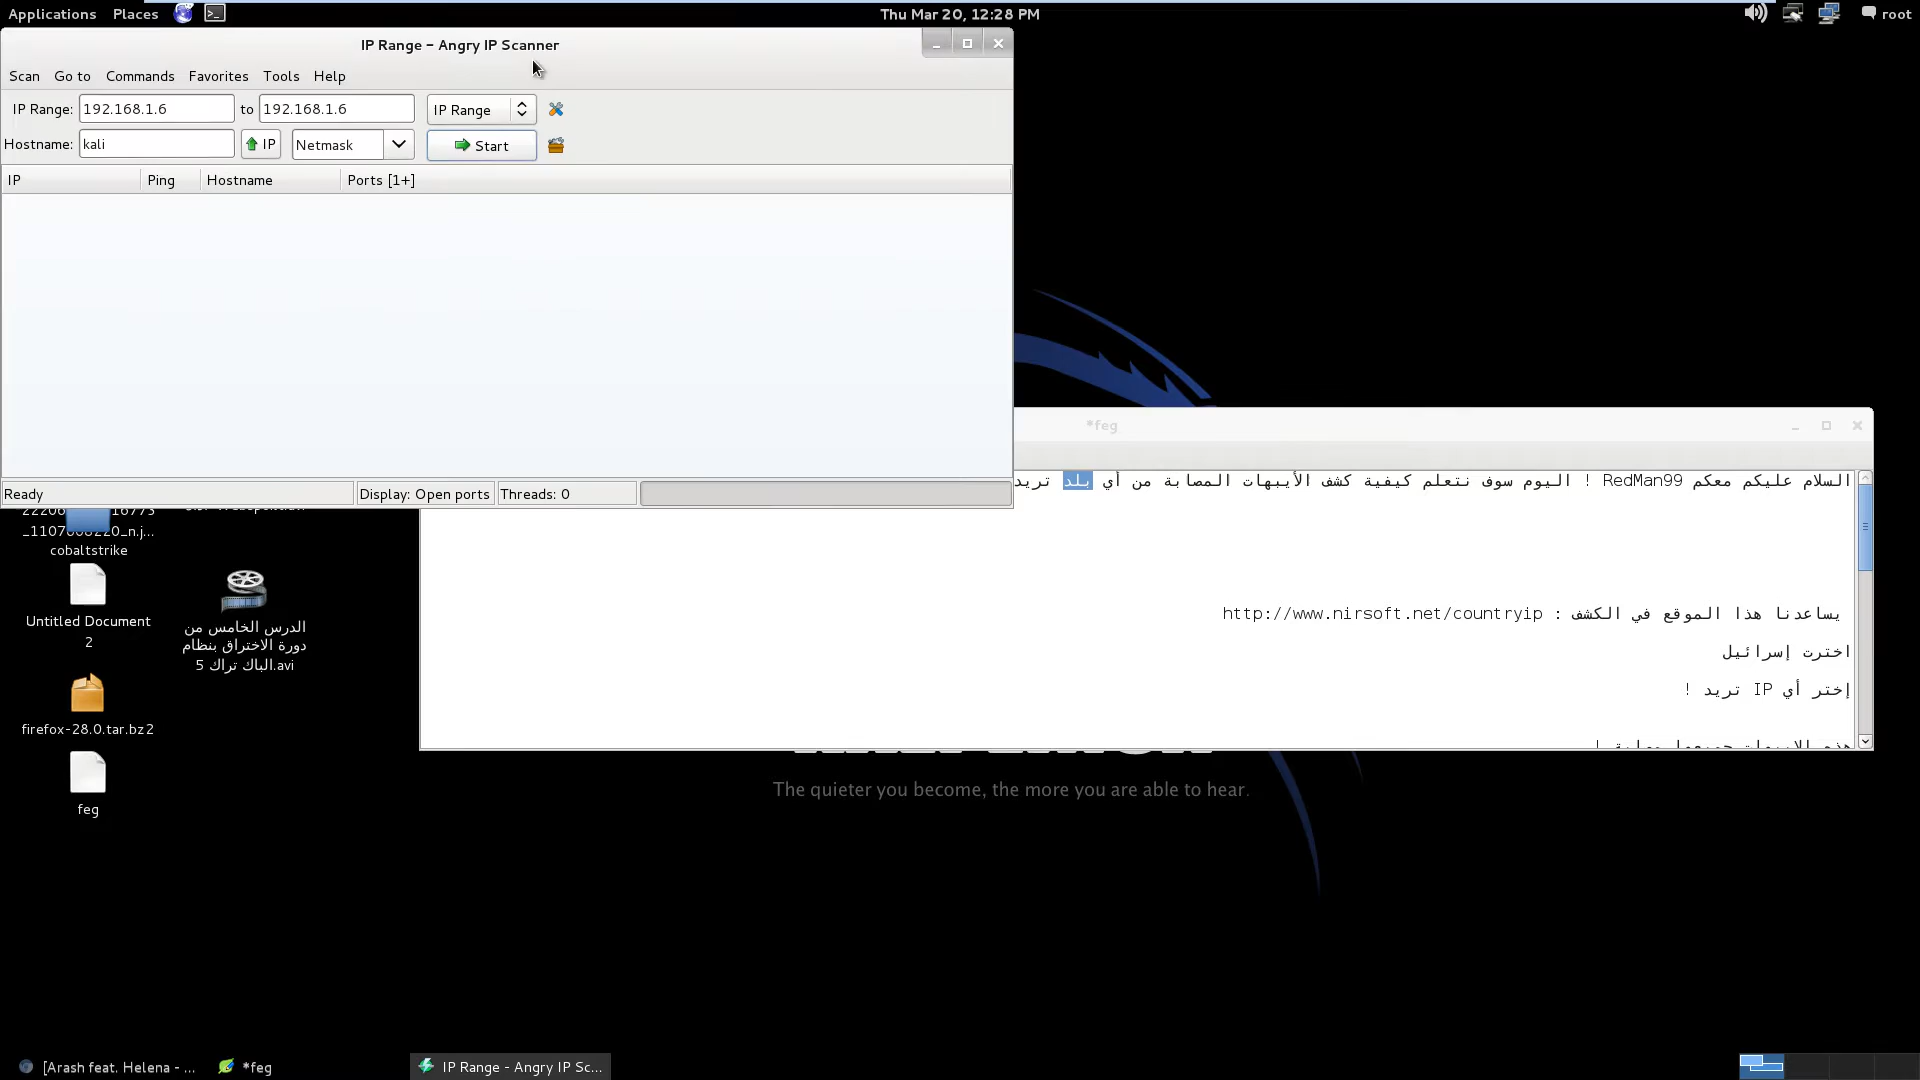 Applications Places
Thu Mar 20, 12:28 PM
root
IP Range - Angry IP Scanner
Scan Go to Commands Favorites Tools Help
IP Range: 192.168.1.6 to 192.168.1.6 IP Range
Hostname: kali IP Netmask Start
IP Ping Hostname Ports [1+]
Ready Display: Open ports Threads: 0
*feg
السلام عليكم معكم RedMan99 ! اليوم سوف نتعلم كيفية كشف الأيبهات المصابة من أي بلد تريد
يساعدنا هذا الموقع في الكشف : http://www.nirsoft.net/countryip
اخترت إسرائيل
إختر أي IP تريد !
_n.j...
cobaltstrike
Untitled Document
2
الدرس الخامس من
دورة الاختراق بنظام
الباك تراك 5.avi
firefox-28.0.tar.bz2
feg
The quieter you become, the more you are able to hear.
[Arash feat. Helena - ...
*feg
IP Range - Angry IP Sc...